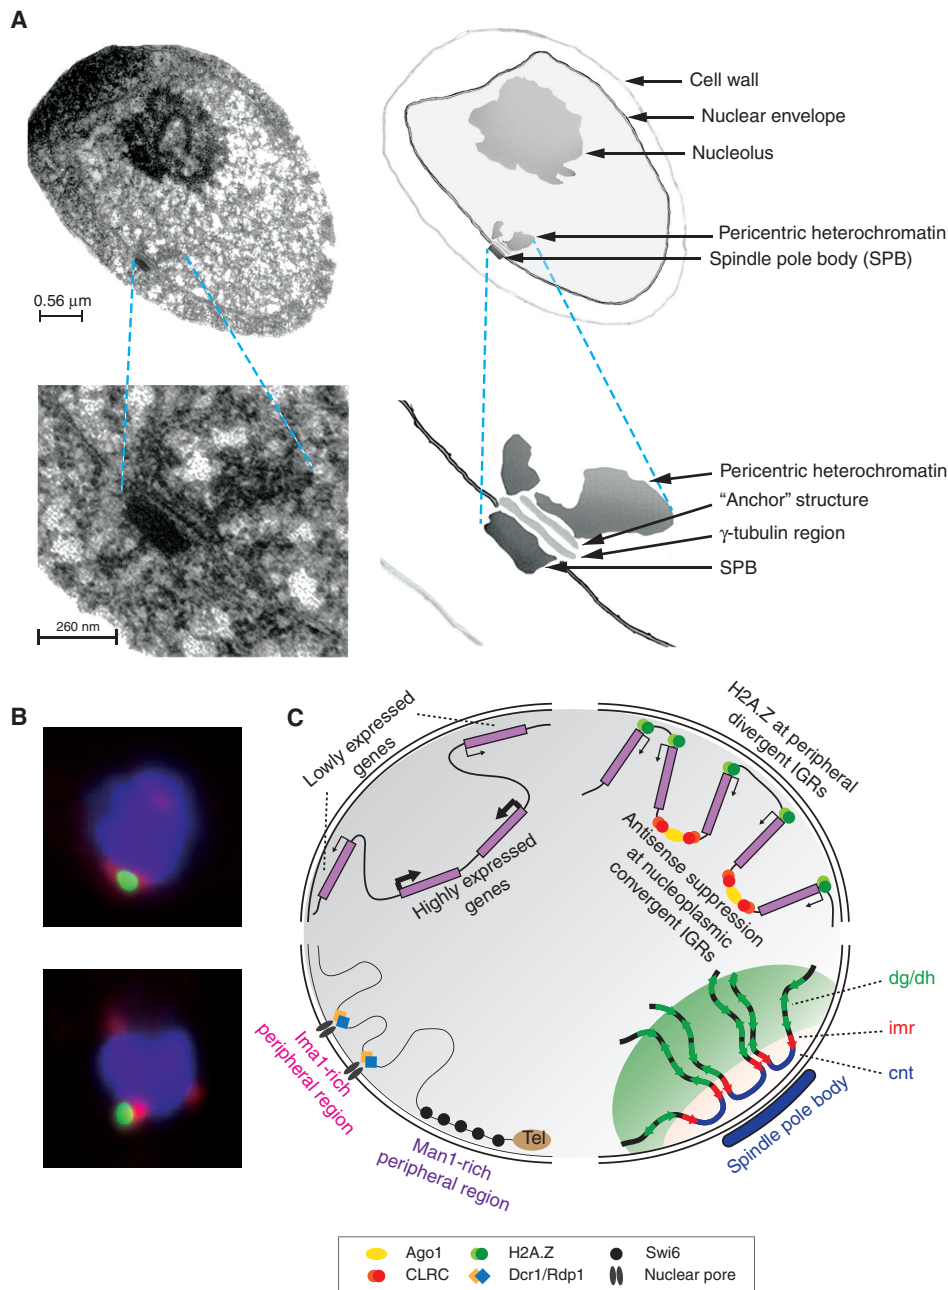 A
Cell wall
Nuclear envelope
Nucleolus
Pericentric heterochromatin
Spindle pole body (SPB)
0.56 μm
Pericentric heterochromatin
“Anchor” structure
γ-tubulin region
SPB
260 nm
B
C
Lowly expressed
genes
Highly expressed
genes
H2A.Z at peripheral
divergent IGRs
Antisense suppression
at nucleoplasmic
convergent IGRs
Ima1-rich
peripheral region
Man1-rich
peripheral region
Tel
dg/dh
imr
cnt
Spindle pole body
Ago1
H2A.Z
Swi6
CLRC
Dcr1/Rdp1
Nuclear pore